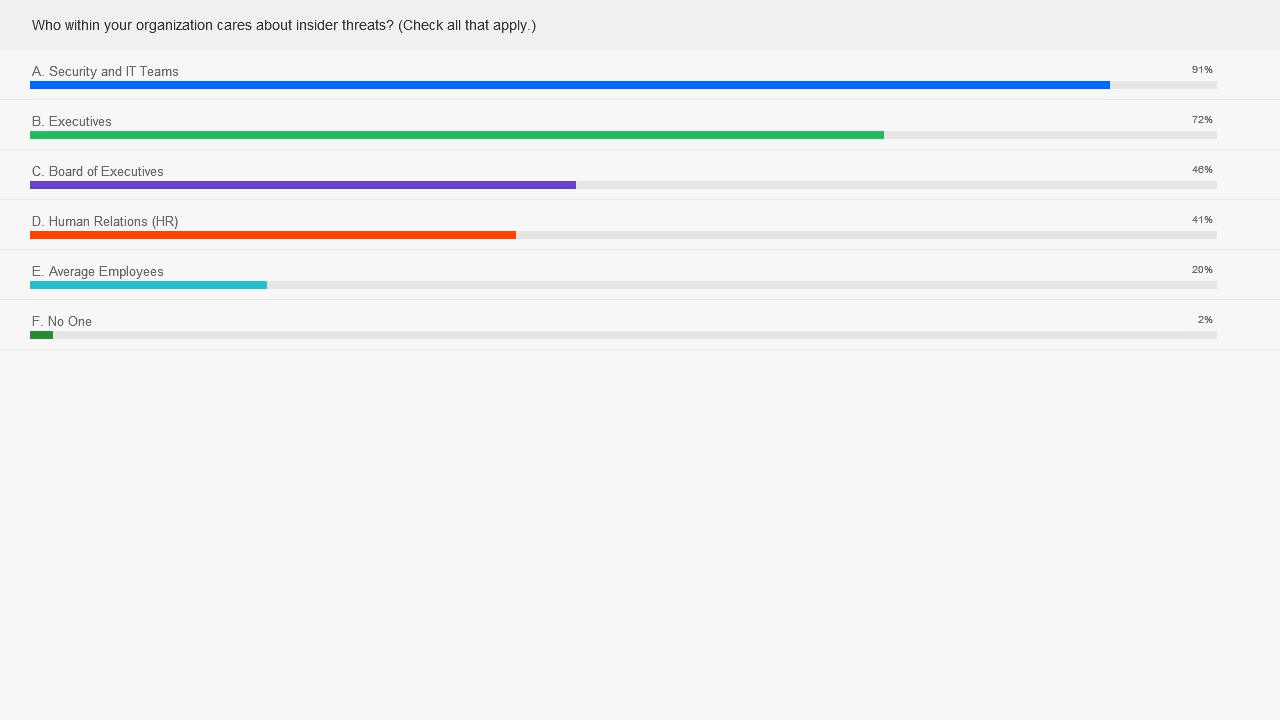 Who within your organization cares about insider threats? (Check all that apply.)
A. Security and IT Teams 91%
B. Executives 72%
C. Board of Executives 46%
D. Human Relations (HR) 41%
E. Average Employees 20%
F. No One 2%